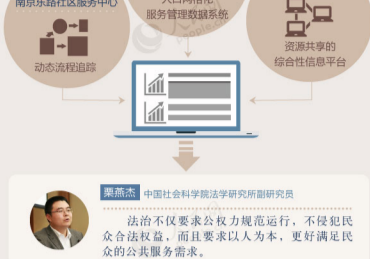 南京东路社区服务中心
人口网格化
服务管理数据系统
动态流程追踪
资源共享的
综合性信息平台
栗燕杰 中国社会科学院法学研究所副研究员
法治不仅要求公权力规范运行，不侵犯民
众合法权益，而且要求以人为本，更好满足民
众的公共服务需求。